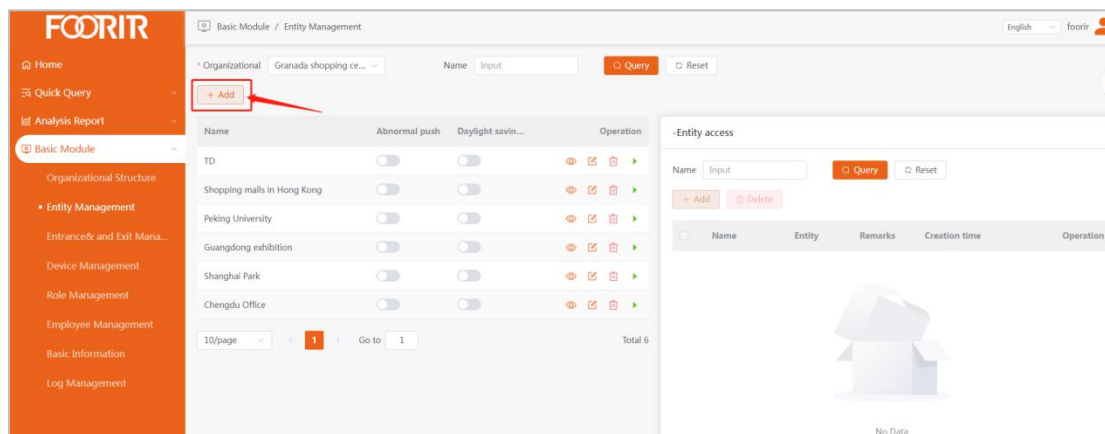 FOORIR
Basic Module / Entity Management
English
foorir
Home
Quick Query
Analysis Report
Basic Module
Organizational Structure
Entity Management
Entrance& and Exit Mana...
Device Management
Role Management
Employee Management
Basic Information
Log Management
* Organizational Granada shopping ce... Name Input Query Reset
+ Add
Name Abnormal push Daylight savin... Operation
TD
Shopping malls in Hong Kong
Peking University
Guangdong exhibition
Shanghai Park
Chengdu Office
10/page < 1 > Go to 1 Total 6
-Entity access
Name Input Query Reset
+ Add Delete
Name Entity Remarks Creation time Operation
No Data